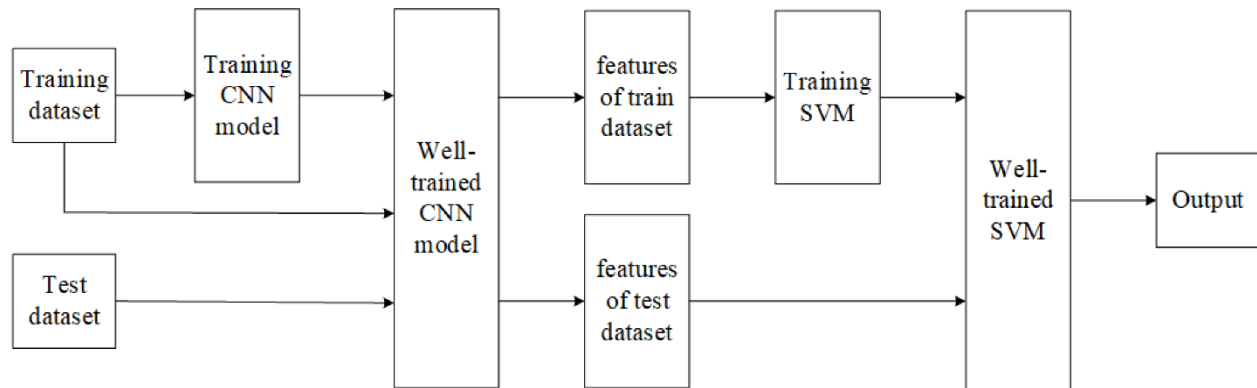 Training
dataset
Training
CNN
model
Well-
trained
CNN
model
features
of train
dataset
Training
SVM
Well-
trained
SVM
Output
Test
dataset
features
of test
dataset